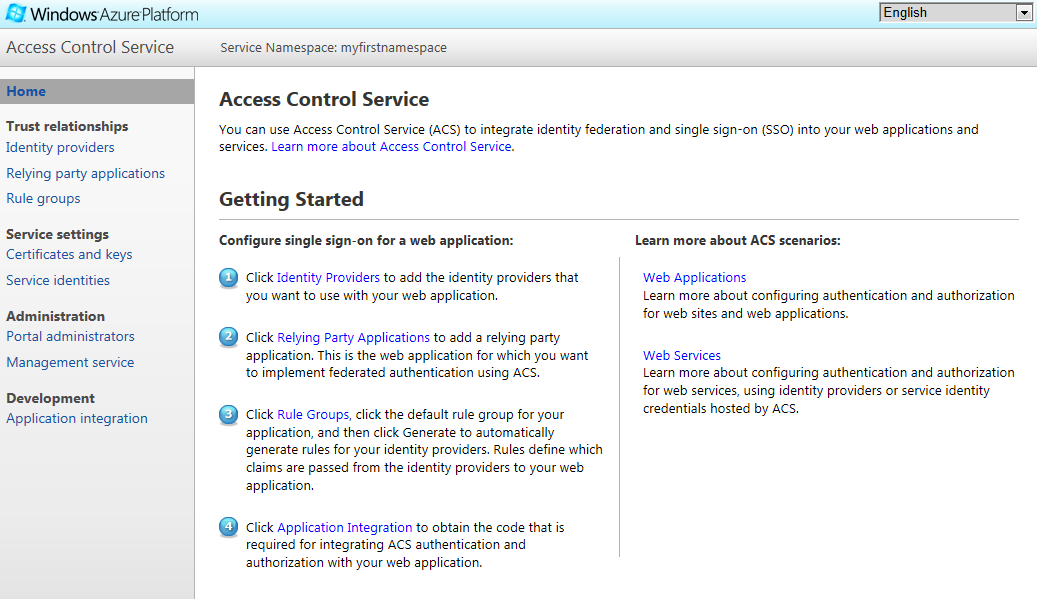 Windows Azure Platform
English
Access Control Service
Service Namespace: myfirstnamespace
Home
Trust relationships
Identity providers
Relying party applications
Rule groups
Service settings
Certificates and keys
Service identities
Administration
Portal administrators
Management service
Development
Application integration
Access Control Service
You can use Access Control Service (ACS) to integrate identity federation and single sign-on (SSO) into your web applications and
services. Learn more about Access Control Service.
Getting Started
Configure single sign-on for a web application:
1 Click Identity Providers to add the identity providers that
you want to use with your web application.
2 Click Relying Party Applications to add a relying party
application. This is the web application for which you want
to implement federated authentication using ACS.
3 Click Rule Groups, click the default rule group for your
application, and then click Generate to automatically
generate rules for your identity providers. Rules define which
claims are passed from the identity providers to your web
application.
4 Click Application Integration to obtain the code that is
required for integrating ACS authentication and
authorization with your web application.
Learn more about ACS scenarios:
Web Applications
Learn more about configuring authentication and authorization
for web sites and web applications.
Web Services
Learn more about configuring authentication and authorization
for web services, using identity providers or service identity
credentials hosted by ACS.